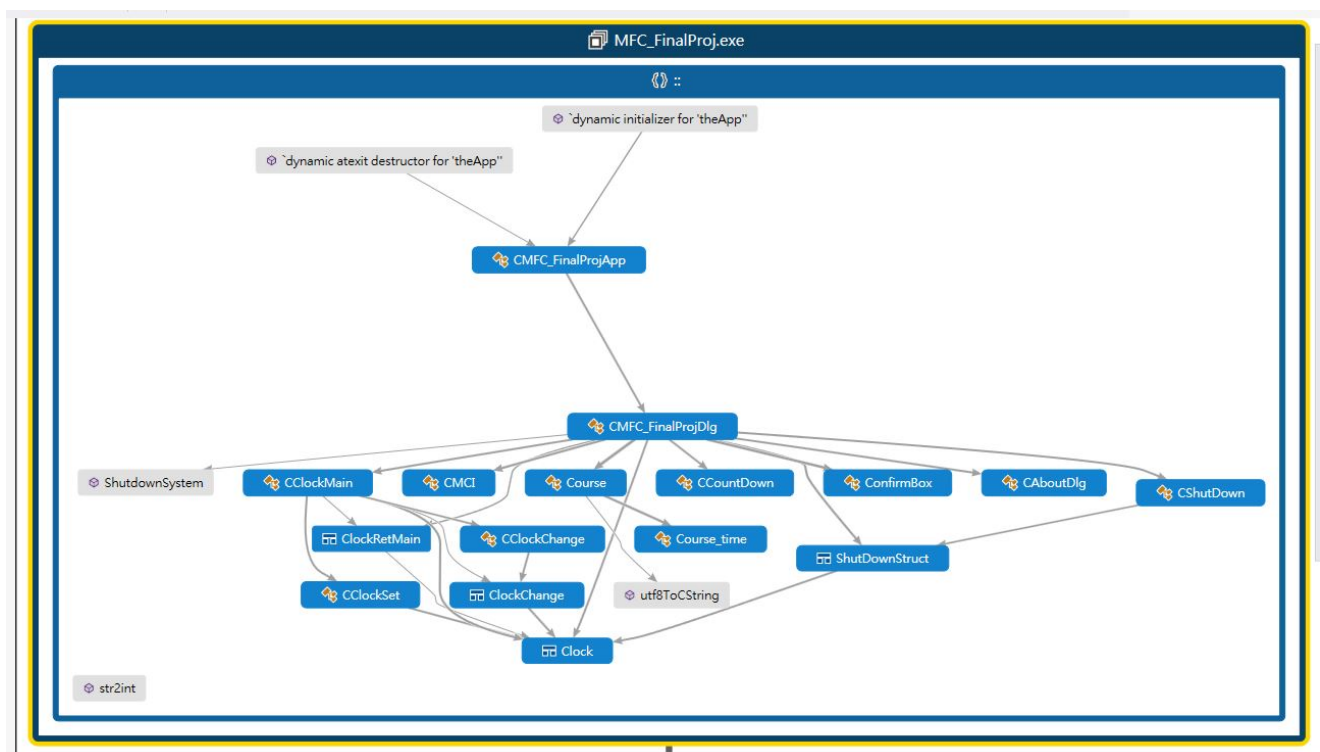 MFC_FinalProj.exe
::
`dynamic initializer for 'theApp''
`dynamic atexit destructor for 'theApp''
CMFC_FinalProjApp
CMFC_FinalProjDlg
ShutdownSystem
CClockMain
CMCI
Course
CCountDown
ConfirmBox
CAboutDlg
CShutDown
ClockRetMain
CClockChange
Course_time
ShutDownStruct
CClockSet
ClockChange
utf8ToCString
Clock
str2int